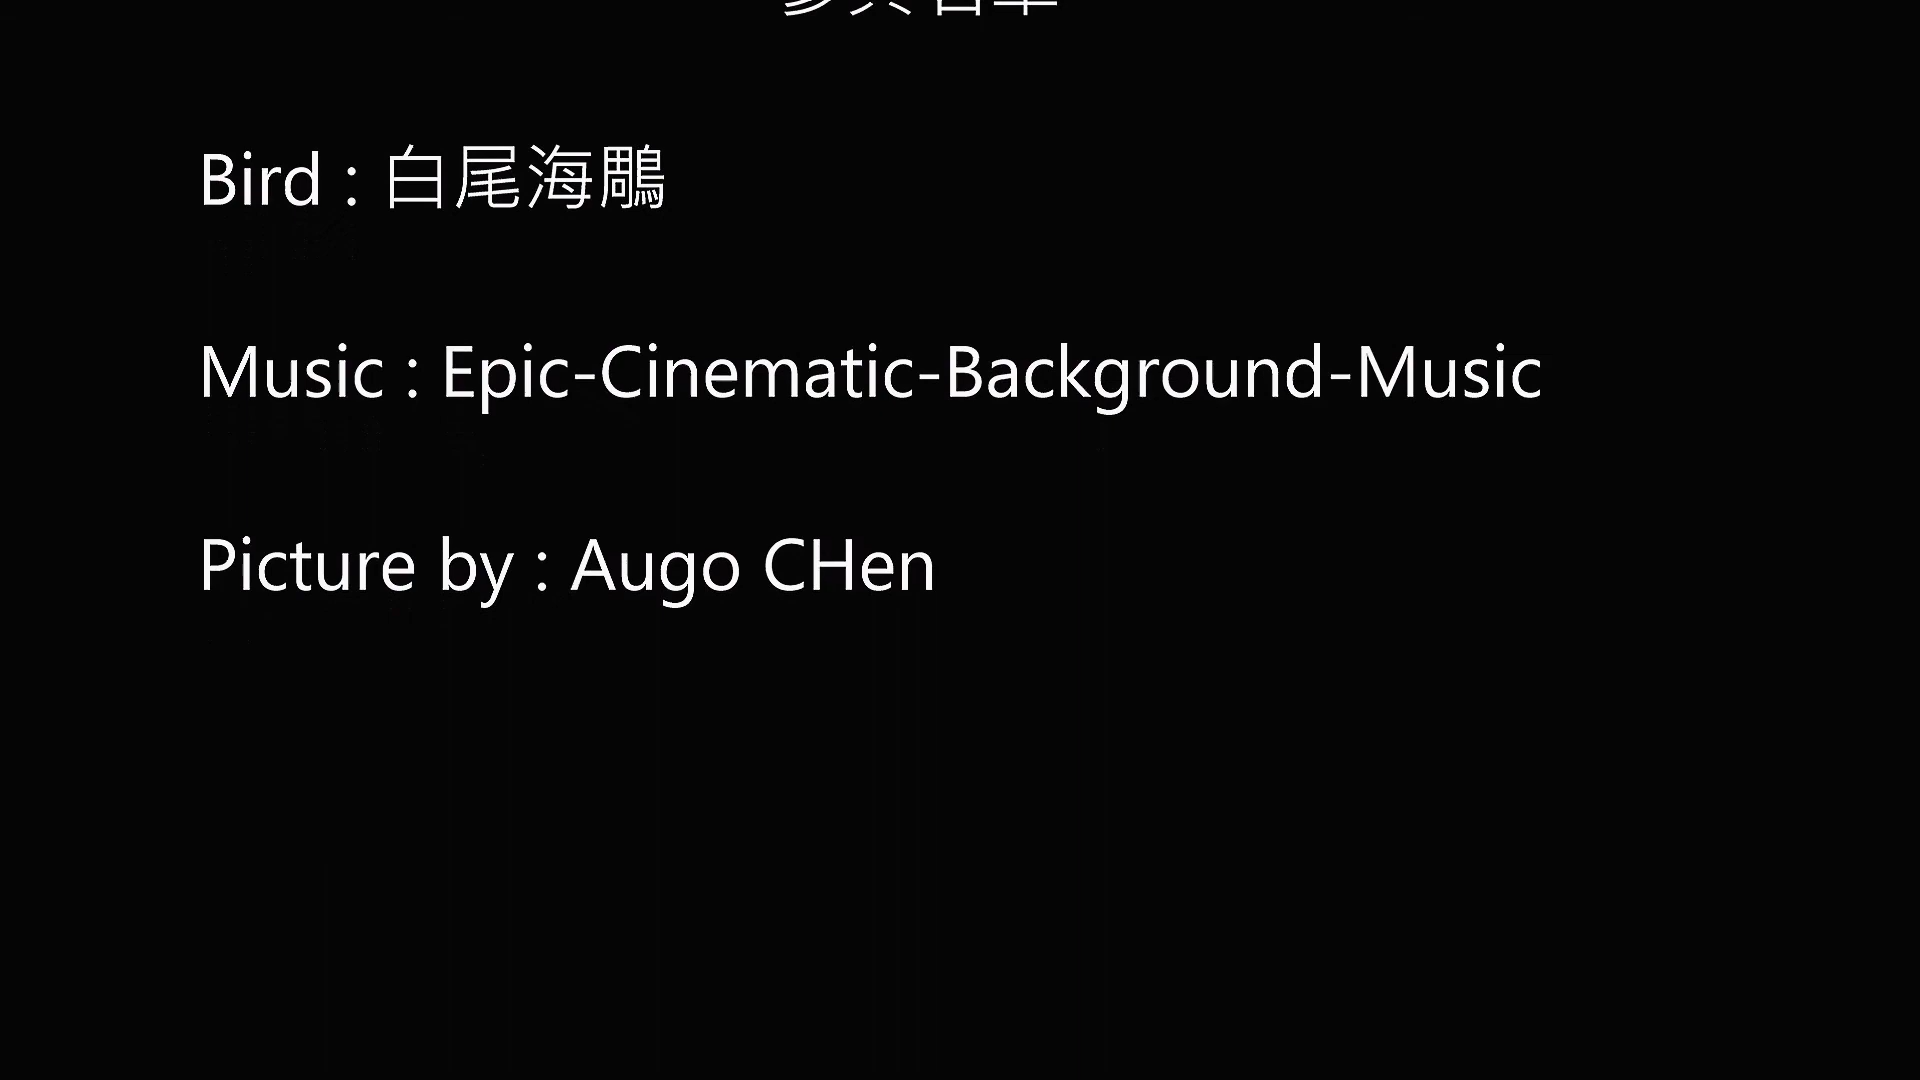 Bird : 白尾海鵰
Music : Epic-Cinematic-Background-Music
Picture by : Augo CHen